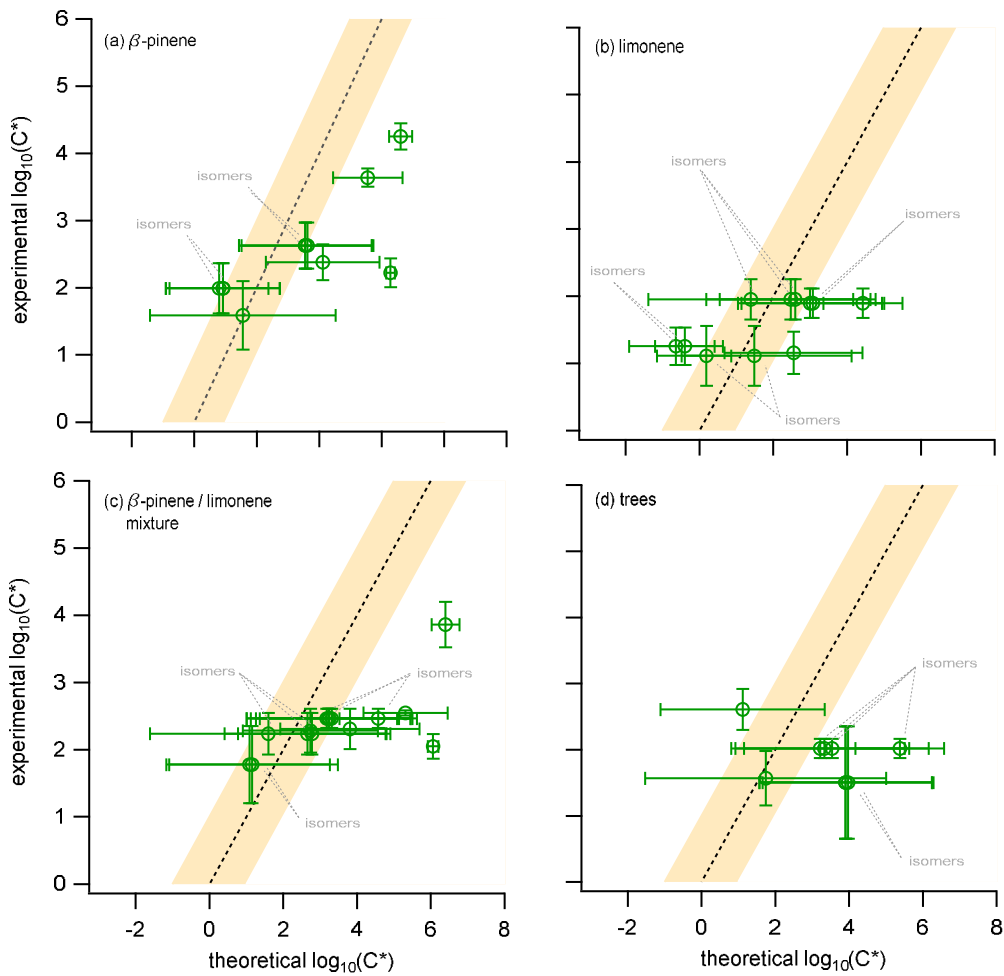 6
5
4
3
2
1
0
experimental log10(C*)
(a) β-pinene
isomers
isomers
(b) limonene
isomers
isomers
isomers
isomers
6
5
4
3
2
1
0
experimental log10(C*)
(c) β-pinene / limonene
mixture
isomers
isomers
isomers
-2 0 2 4 6 8
theoretical log10(C*)
(d) trees
isomers
isomers
-2 0 2 4 6 8
theoretical log10(C*)